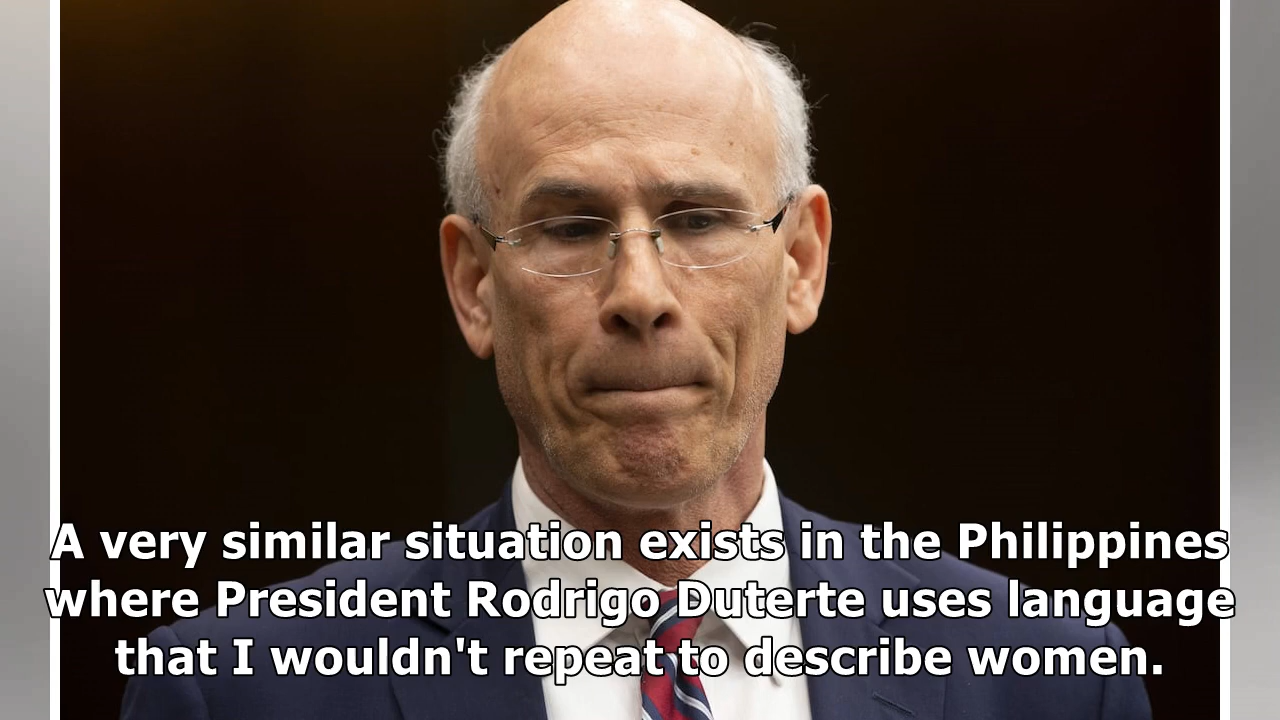 A very similar situation exists in the Philippines
where President Rodrigo Duterte uses language
that I wouldn't repeat to describe women.